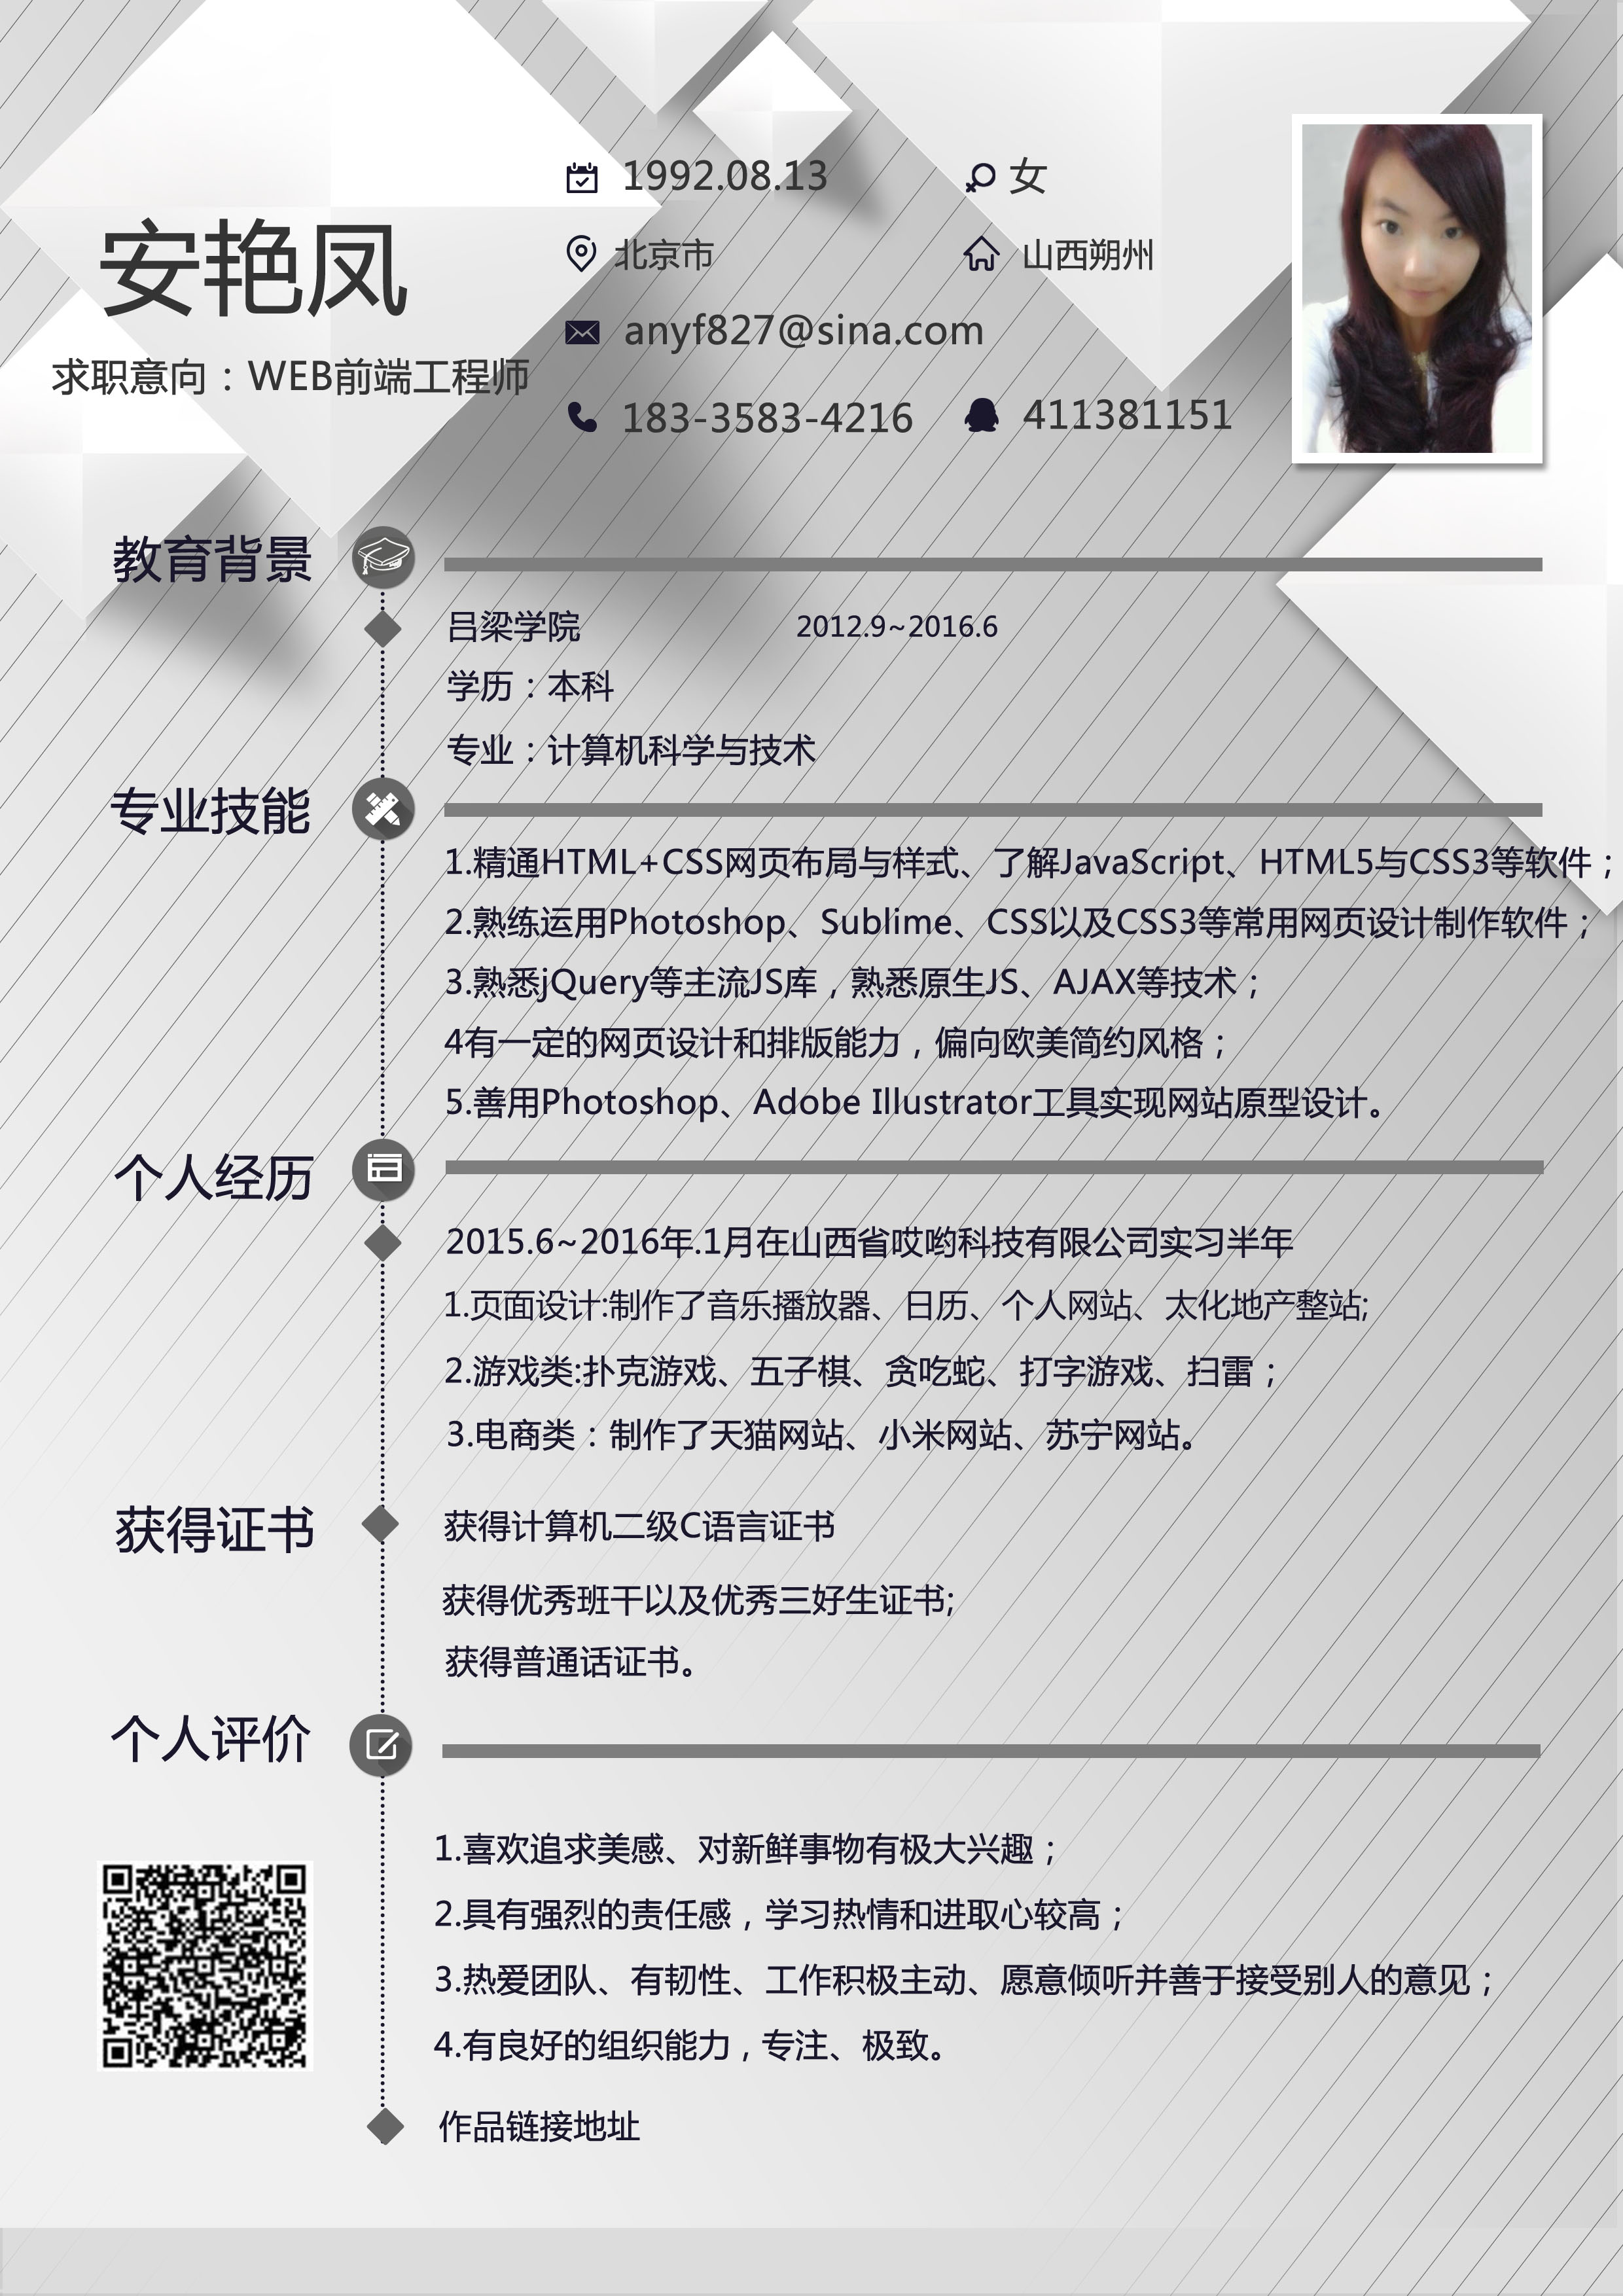 1992.08.13
女
安艳凤
北京市
山西朔州
anyf827@sina.com
求职意向：WEB前端工程师
183-3583-4216
411381151
教育背景
吕梁学院 2012.9~2016.6
学历：本科
专业：计算机科学与技术
专业技能
1.精通HTML+CSS网页布局与样式、了解JavaScript、HTML5与CSS3等软件；
2.熟练运用Photoshop、Sublime、CSS以及CSS3等常用网页设计制作软件；
3.熟悉jQuery等主流JS库，熟悉原生JS、AJAX等技术；
4有一定的网页设计和排版能力，偏向欧美简约风格；
5.善用Photoshop、Adobe Illustrator工具实现网站原型设计。
个人经历
2015.6~2016年.1月在山西省哎哟科技有限公司实习半年
1.页面设计:制作了音乐播放器、日历、个人网站、太化地产整站;
2.游戏类:扑克游戏、五子棋、贪吃蛇、打字游戏、扫雷；
3.电商类：制作了天猫网站、小米网站、苏宁网站。
获得证书
获得计算机二级C语言证书
获得优秀班干以及优秀三好生证书;
获得普通话证书。
个人评价
1.喜欢追求美感、对新鲜事物有极大兴趣；
2.具有强烈的责任感，学习热情和进取心较高；
3.热爱团队、有韧性、工作积极主动、愿意倾听并善于接受别人的意见；
4.有良好的组织能力，专注、极致。
作品链接地址